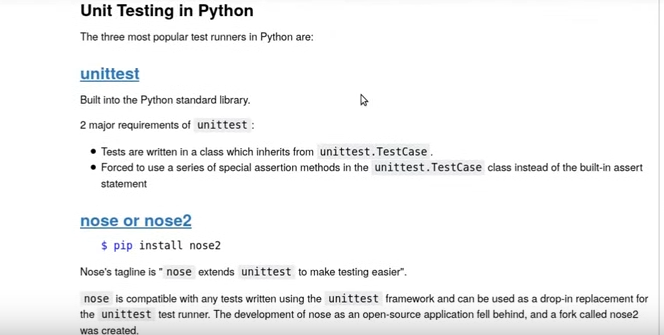 Unit Testing in Python
The three most popular test runners in Python are:
unittest
Built into the Python standard library.
2 major requirements of unittest :
• Tests are written in a class which inherits from unittest.TestCase .
• Forced to use a series of special assertion methods in the unittest.TestCase class instead of the built-in assert
statement
nose or nose2
$ pip install nose2
Nose's tagline is " nose extends unittest to make testing easier".
nose is compatible with any tests written using the unittest framework and can be used as a drop-in replacement for
the unittest test runner. The development of nose as an open-source application fell behind, and a fork called nose2
was created.